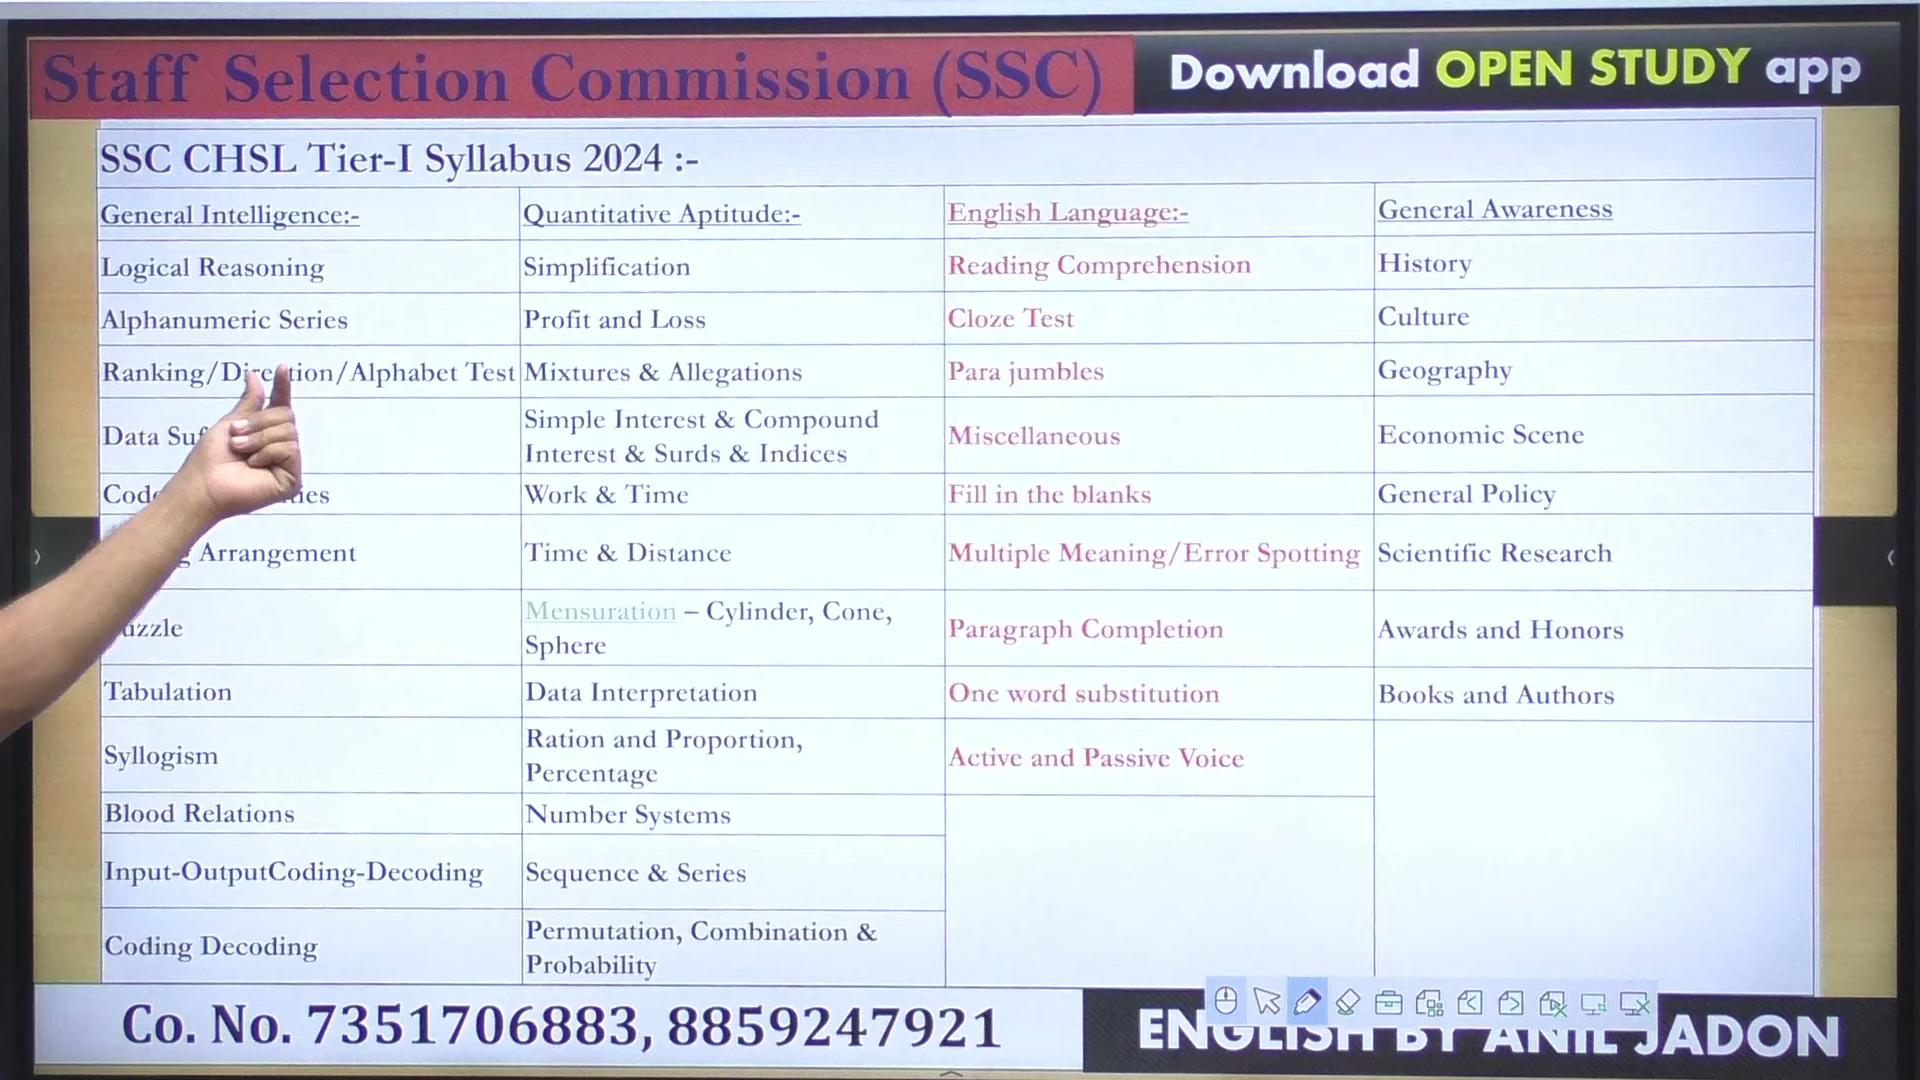 Staff Selection Commission (SSC)
Download OPEN STUDY app
SSC CHSL Tier-I Syllabus 2024 :-
General Intelligence:-
Quantitative Aptitude:-
English Language:-
General Awareness
Logical Reasoning
Simplification
Reading Comprehension
History
Alphanumeric Series
Profit and Loss
Cloze Test
Culture
Ranking/Direction/Alphabet Test
Mixtures & Allegations
Para jumbles
Geography
Data
Simple Interest & Compound
Interest & Surds & Indices
Miscellaneous
Economic Scene
Work & Time
Fill in the blanks
General Policy
Arrangement
Time & Distance
Multiple Meaning/Error Spotting
Scientific Research
Mensuration – Cylinder, Cone,
Sphere
Paragraph Completion
Awards and Honors
Tabulation
Data Interpretation
One word substitution
Books and Authors
Syllogism
Ration and Proportion,
Percentage
Active and Passive Voice
Blood Relations
Number Systems
Input-OutputCoding-Decoding
Sequence & Series
Coding Decoding
Permutation, Combination &
Probability
Co. No. 7351706883, 8859247921
ENGLISH BY ANIL JADON